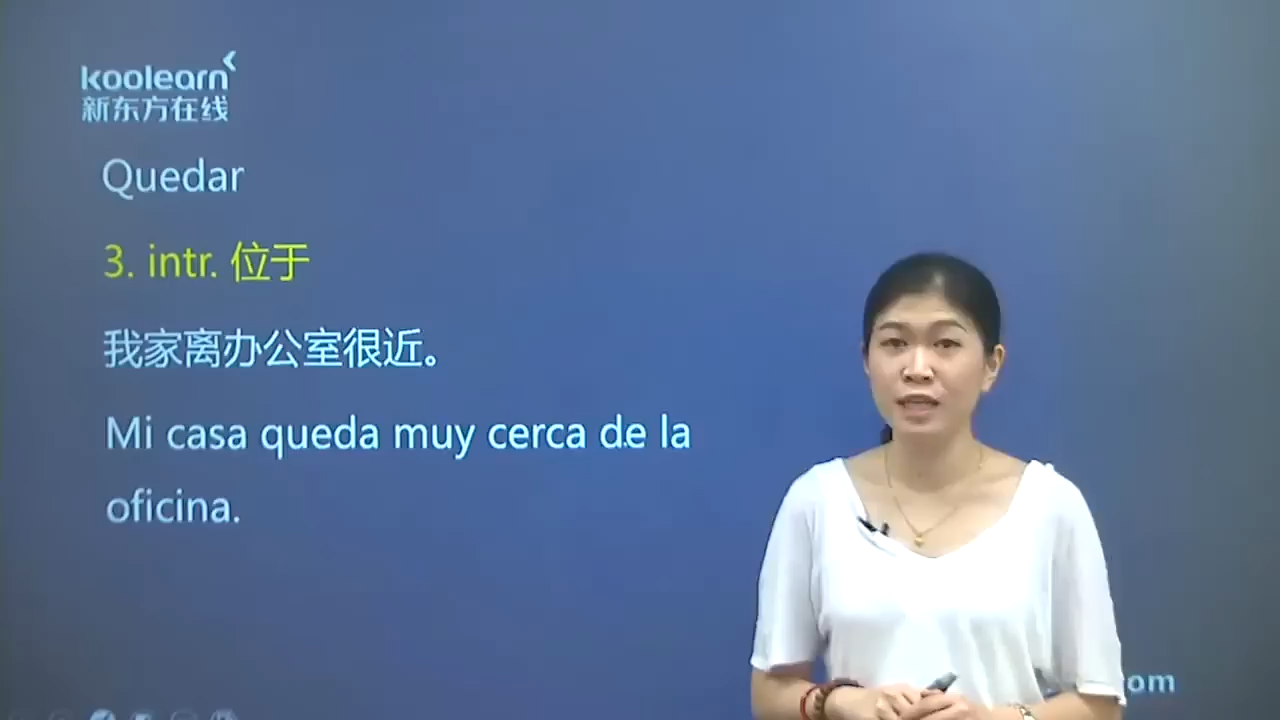 koolearn
新东方在线
Quedar
3. intr. 位于
我家离办公室很近。
Mi casa queda muy cerca de la
oficina.
om